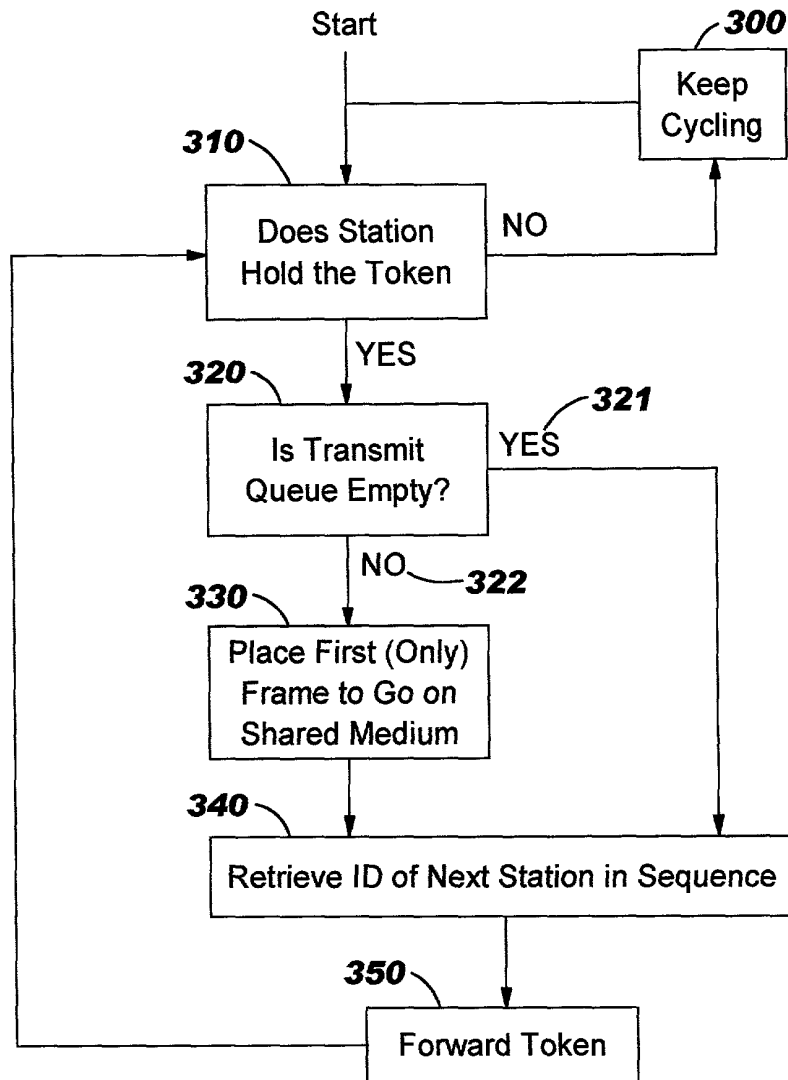 Start
300
Keep
Cycling
310
Does Station
Hold the Token
NO
YES
320
321
Is Transmit
Queue Empty?
YES
NO
322
330
Place First (Only)
Frame to Go on
Shared Medium
340
Retrieve ID of Next Station in Sequence
350
Forward Token